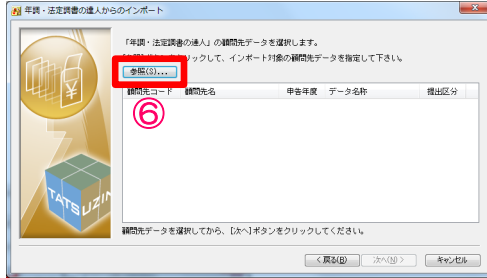 年調・法定調書の達人からのインポート
「年調・法定調書の達人」の顧問先データを選択します。
リックして、インポート対象の顧問先データを指定して下さい。
参照(S)...
顧問先コード 顧問先名 申告年度 データ名称 提出区分
⑥
TATSUZIN
顧問先データを選択してから、[次へ]ボタンをクリックしてください。
< 戻る(B) 次へ(N) > キャンセル